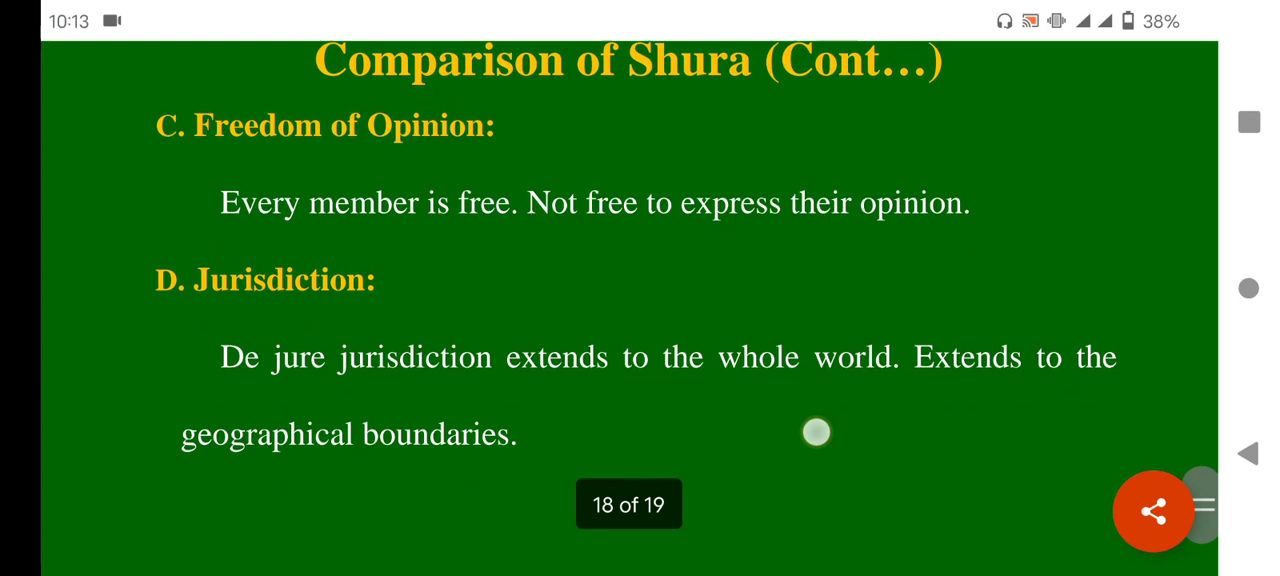 10:13
38%
Comparison of Shura (Cont…)
C. Freedom of Opinion:
Every member is free. Not free to express their opinion.
D. Jurisdiction:
De jure jurisdiction extends to the whole world. Extends to the
geographical boundaries.
18 of 19